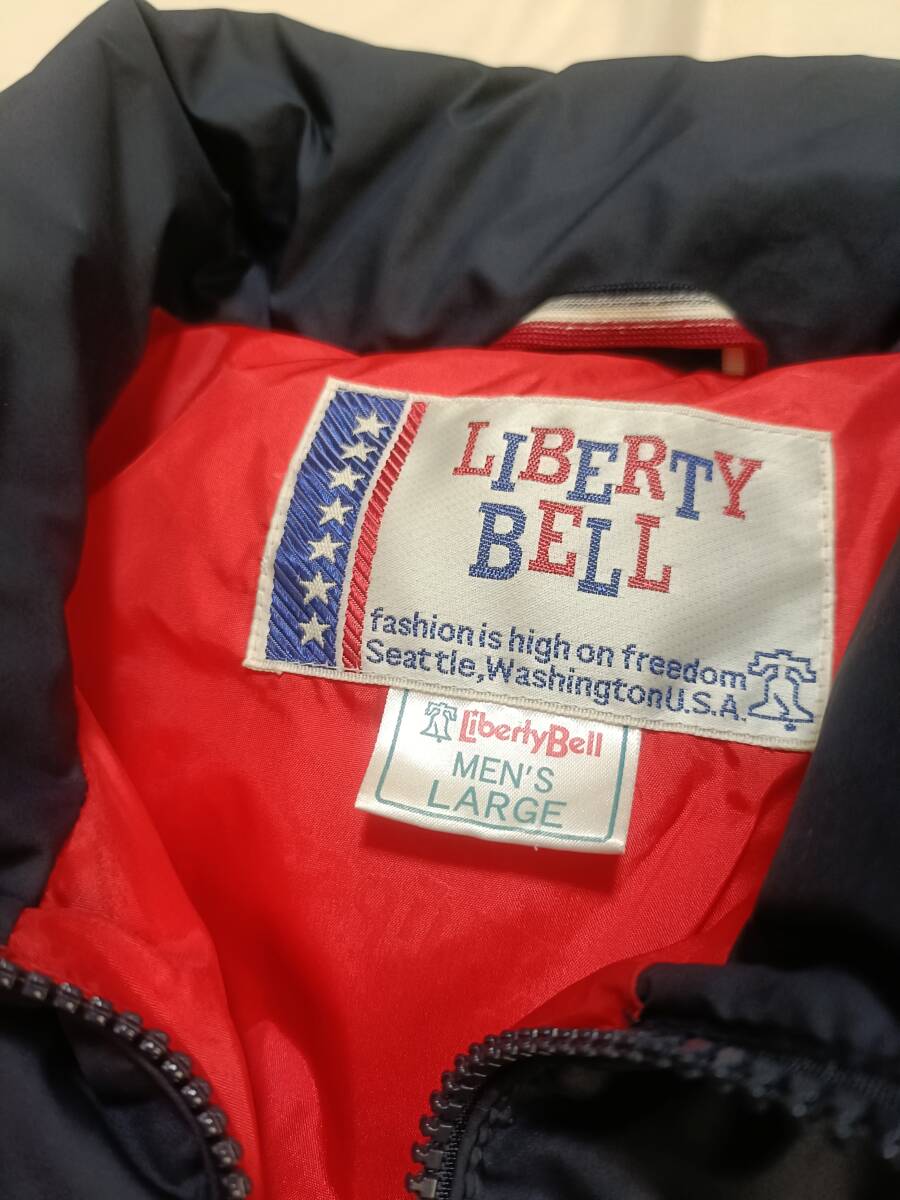 LIBERTY
BELL
fashion is high on freedom
Seattle, Washington U.S.A.
LibertyBell
MEN'S
LARGE